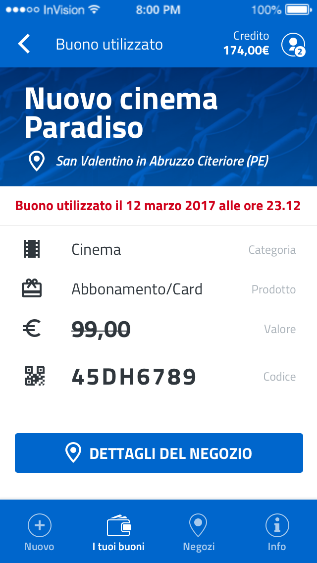 InVision 8:00 PM 100%
Buono utilizzato
Credito
174,00€
2
Nuovo cinema
Paradiso
San Valentino in Abruzzo Citeriore (PE)
Buono utilizzato il 12 marzo 2017 alle ore 23.12
Cinema Categoria
Abbonamento/Card Prodotto
€ 99,00 Valore
45DH6789 Codice
DETTAGLI DEL NEGOZIO
Nuovo I tuoi buoni Negozi Info